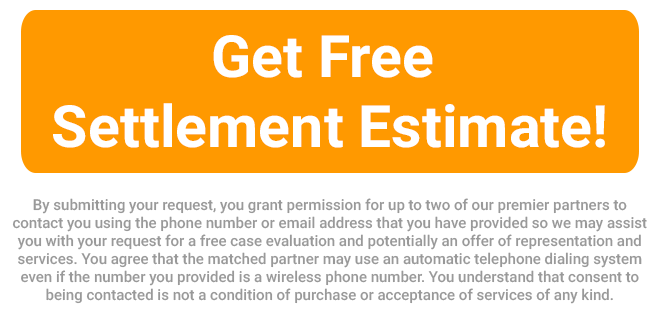 Get Free
Settlement Estimate!
By submitting your request, you grant permission for up to two of our premier partners to
contact you using the phone number or email address that you have provided so we may assist
you with your request for a free case evaluation and potentially an offer of representation and
services. You agree that the matched partner may use an automatic telephone dialing system
even if the number you provided is a wireless phone number. You understand that consent to
being contacted is not a condition of purchase or acceptance of services of any kind.